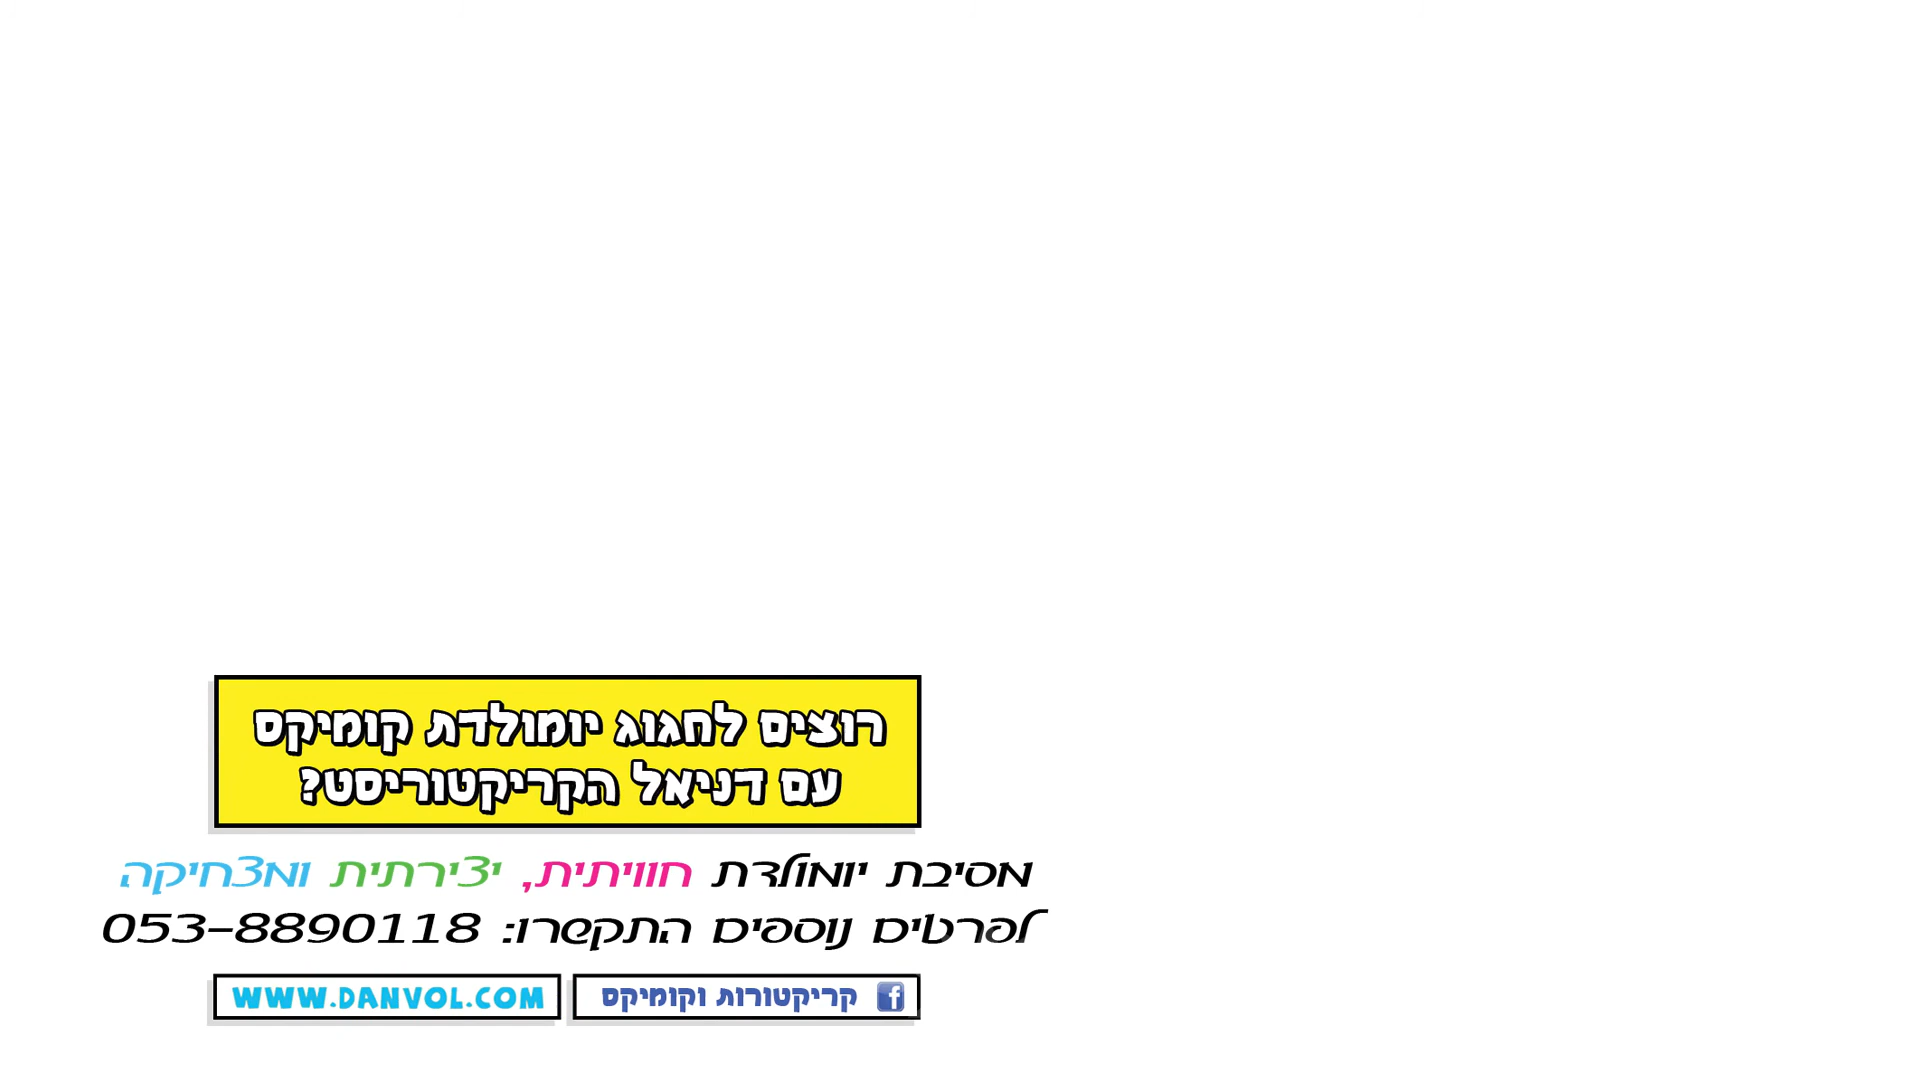 רוצים לחגוג יומולדת קומיקס
עם דניאל הקריקטוריסט?
מסיבת יומולדת חוויתית, יצירתית ומצחיקה
לפרטים נוספים התקשרו: 053-8890118
קריקטורות וקומיקס
WWW.DANVOL.COM